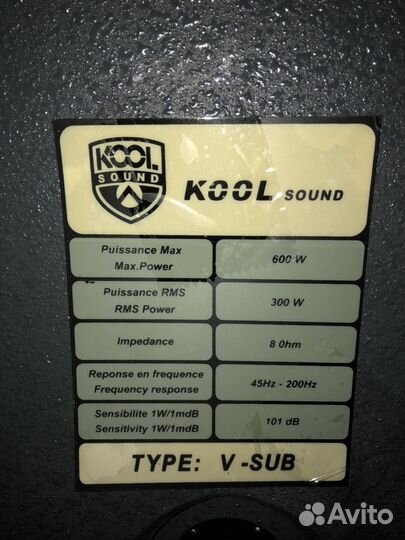 KOOL
SOUND
KOOL SOUND
Puissance Max
Max.Power
600 W
Puissance RMS
RMS Power
300 W
Impedance
8 Ohm
Reponse en frequence
Frequency response
45Hz - 200Hz
Sensibilite 1W/1mdB
Sensitivity 1W/1mdB
101 dB
TYPE: V-SUB
Avito